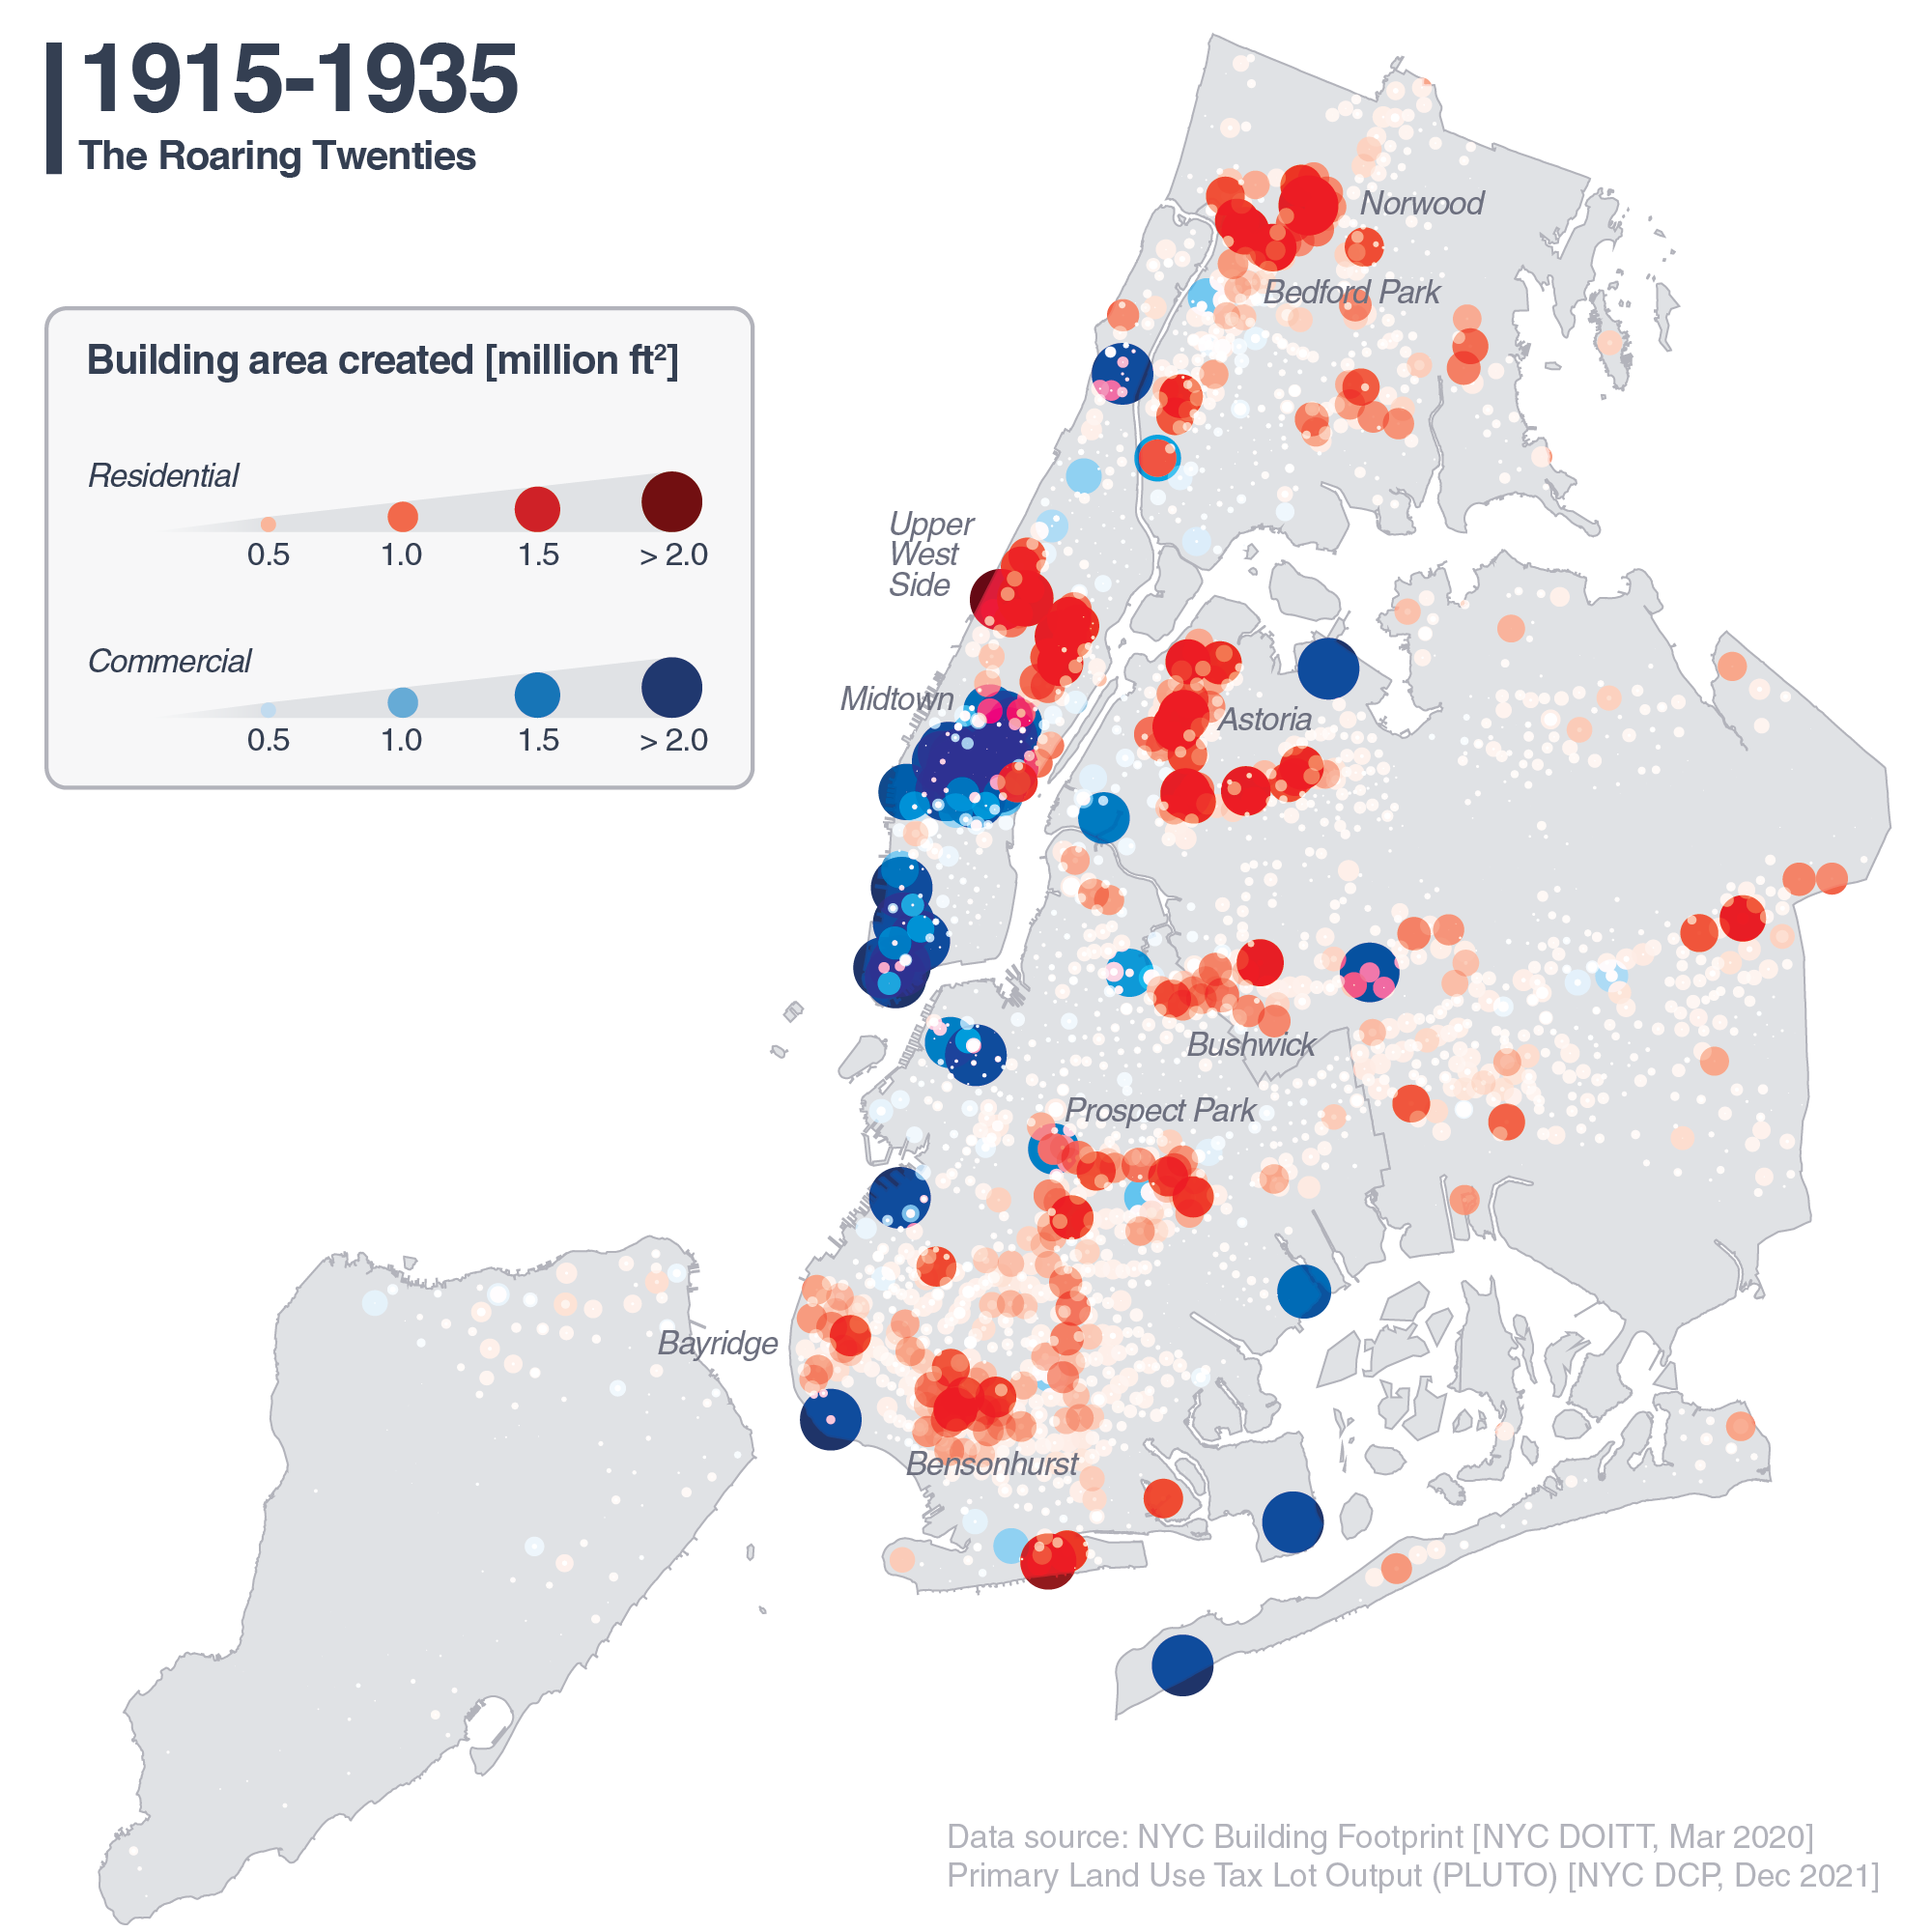 1915-1935
The Roaring Twenties
Building area created [million ft²]
Residential
0.5 1.0 1.5 > 2.0
Commercial
0.5 1.0 1.5 > 2.0
Norwood
Bedford Park
Upper
West
Side
Midtown
Astoria
Bushwick
Prospect Park
Bayridge
Bensonhurst
Data source: NYC Building Footprint [NYC DOITT, Mar 2020]
Primary Land Use Tax Lot Output (PLUTO) [NYC DCP, Dec 2021]